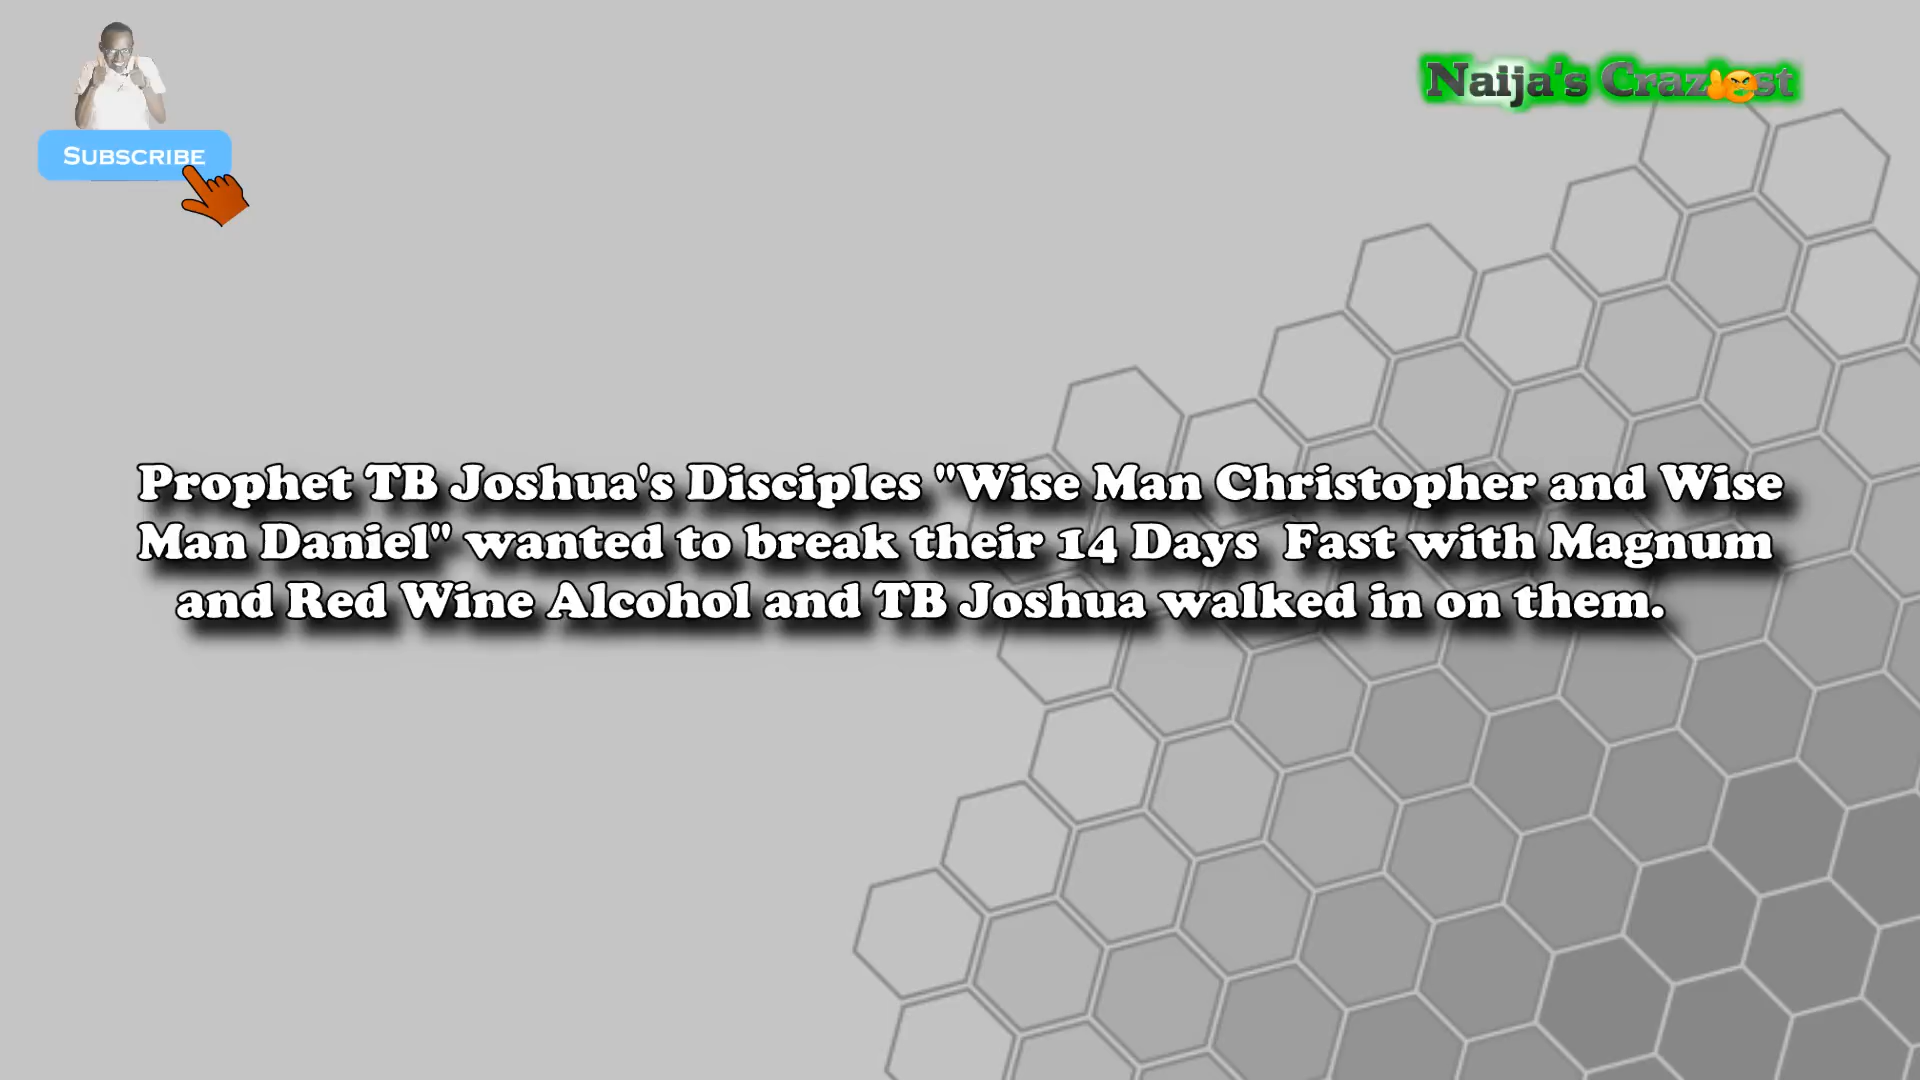 Naija's Craziest
SUBSCRIBE
Prophet TB Joshua's Disciples "Wise Man Christopher and Wise
Man Daniel" wanted to break their 14 Days  Fast with Magnum
and Red Wine Alcohol and TB Joshua walked in on them.